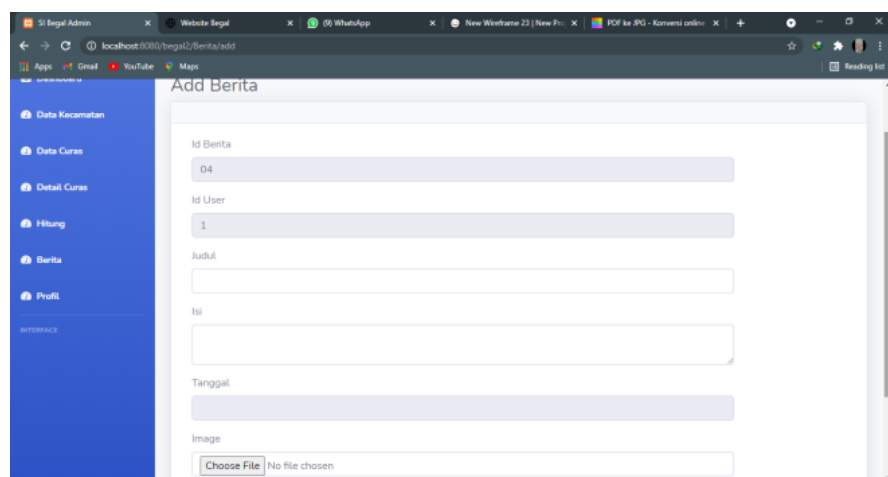 SI Begal Admin
Website Begal
(9) WhatsApp
New Wireframe 23 | New Pro
PDF ke JPG - Konversi online
localhost:8080/begal2/Berita/add
Apps
Gmail
YouTube
Maps
Reading list
Dashboard
Add Berita
Data Kecamatan
Data Curas
Detail Curas
Hitung
Berita
Profil
INTERFACE
Id Berita
04
Id User
1
Judul
Isi
Tanggal
Image
Choose File No file chosen